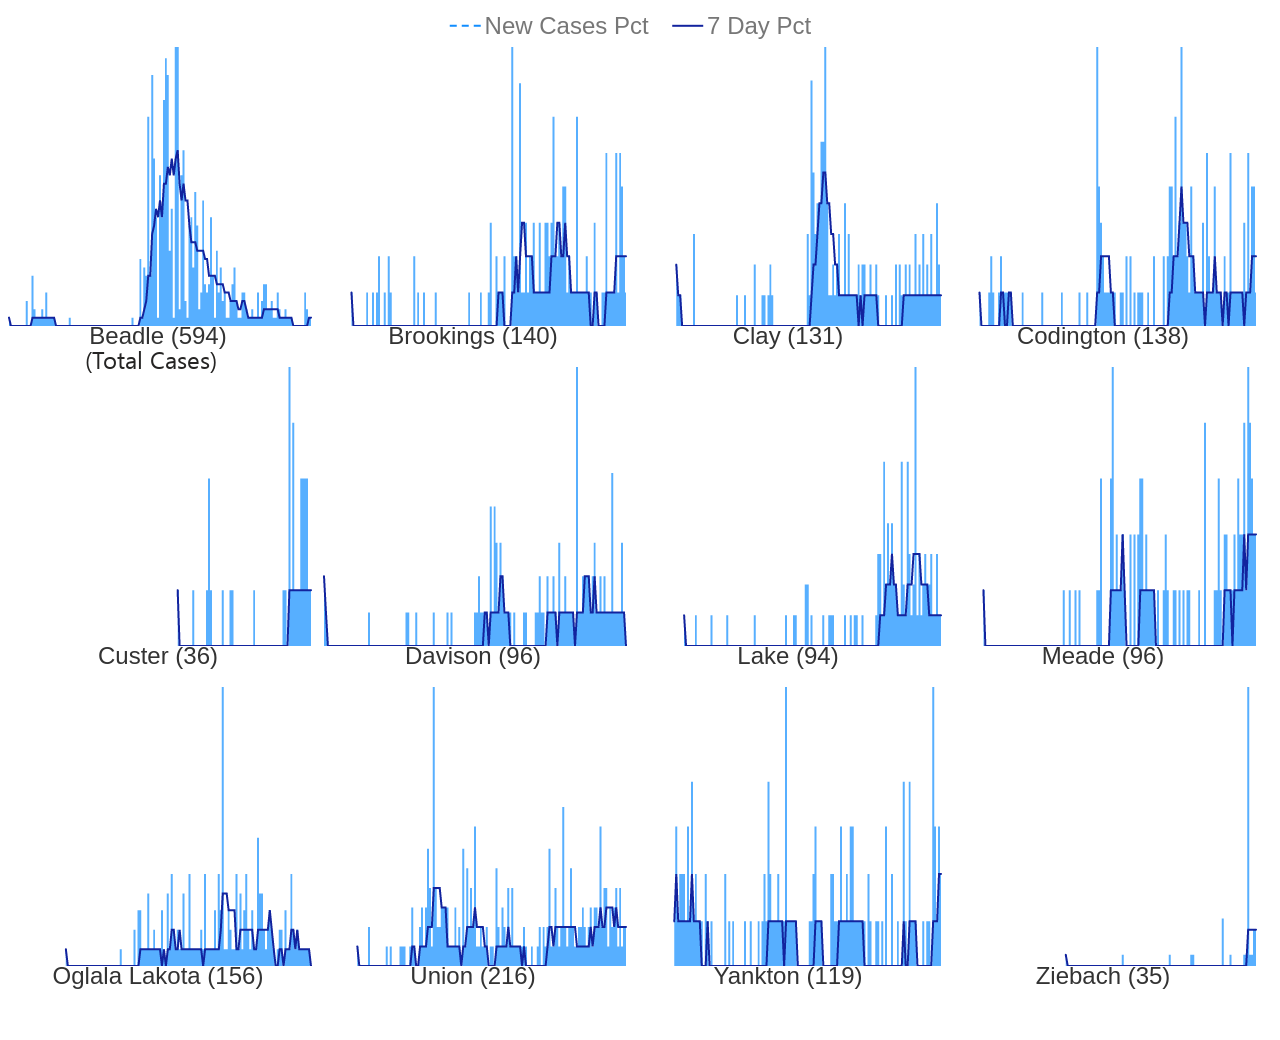 New Cases Pct 7 Day Pct
Beadle (594) Brookings (140) Clay (131) Codington (138)
(Total Cases)
Custer (36) Davison (96) Lake (94) Meade (96)
Oglala Lakota (156) Union (216) Yankton (119) Ziebach (35)